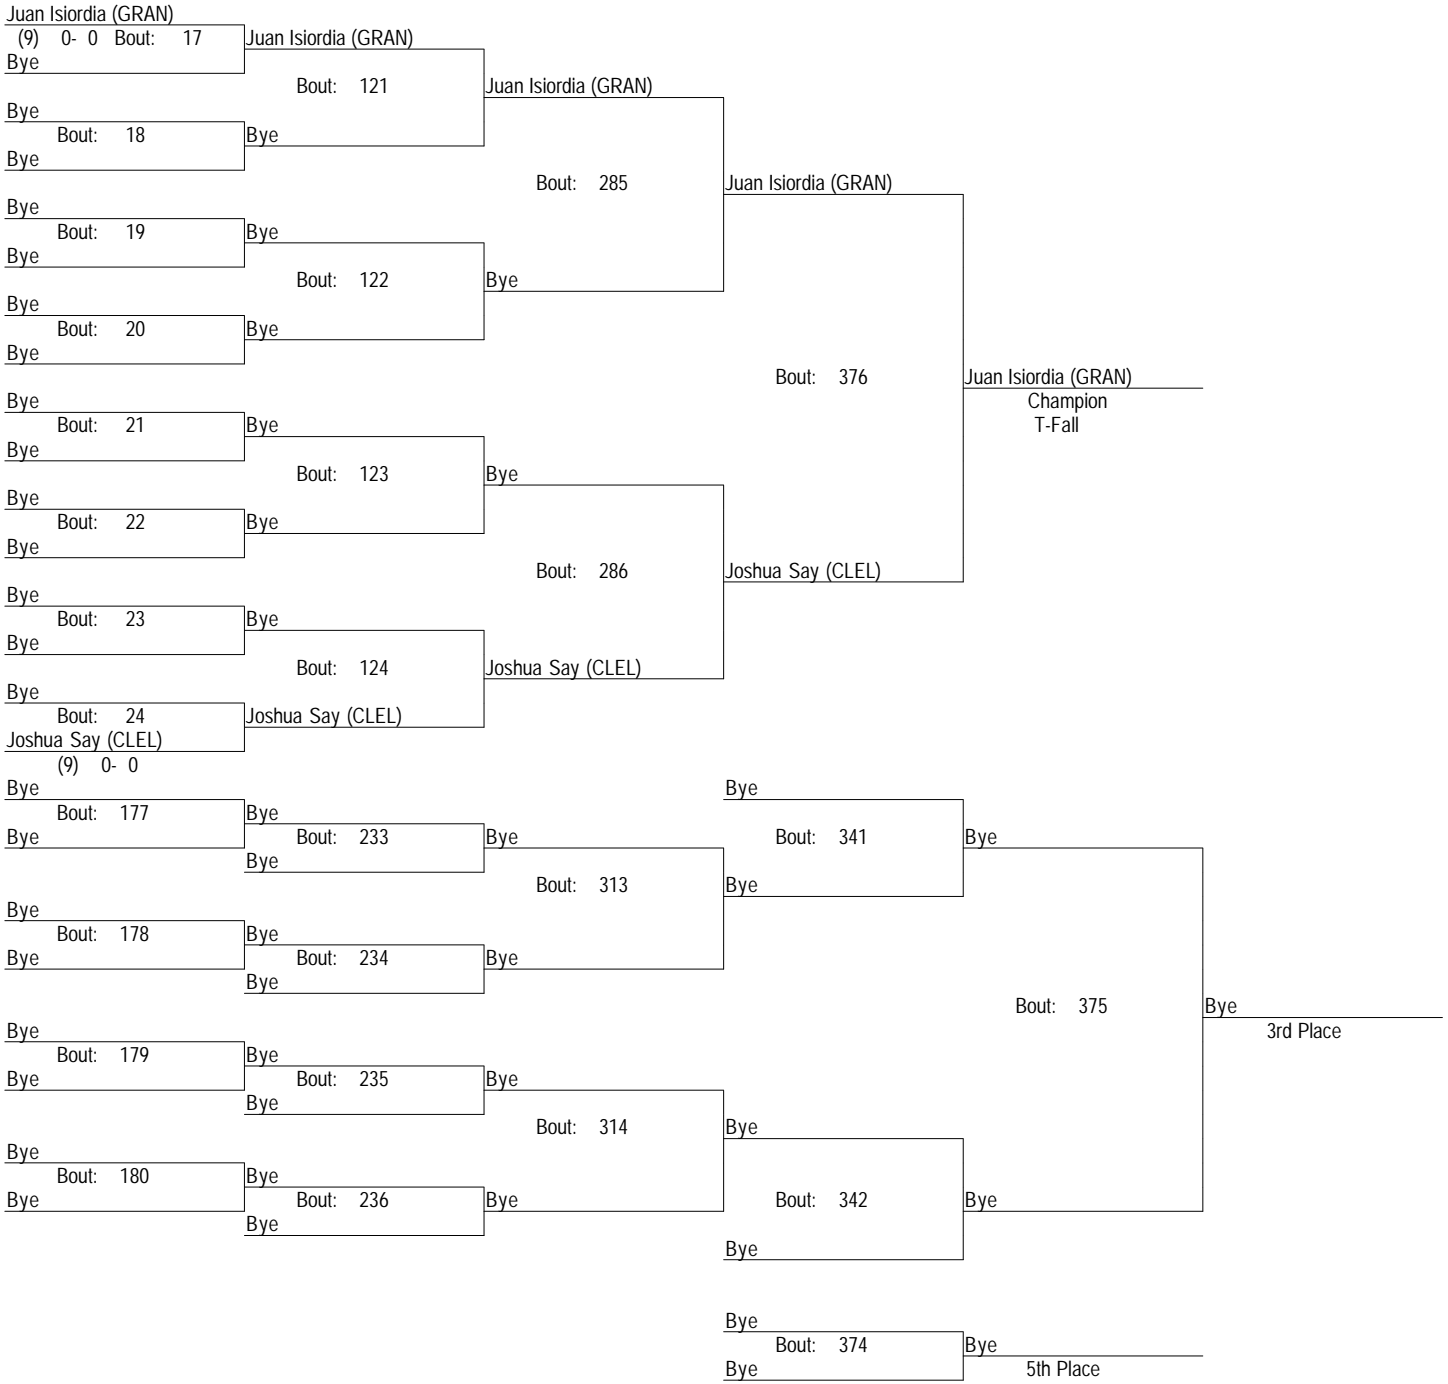 Juan Isiordia (GRAN)
(9) 0- 0 Bout: 17 Juan Isiordia (GRAN)
Bye
Bout: 121 Juan Isiordia (GRAN)
Bye
Bout: 18 Bye
Bye
Bout: 285 Juan Isiordia (GRAN)
Bye
Bout: 19 Bye
Bye
Bout: 122 Bye
Bye
Bout: 20 Bye
Bye
Bout: 376 Juan Isiordia (GRAN)
Bye Champion
Bout: 21 Bye T-Fall
Bye
Bout: 123 Bye
Bye
Bout: 22 Bye
Bye
Bout: 286 Joshua Say (CLEL)
Bye
Bout: 23 Bye
Bye
Bout: 124 Joshua Say (CLEL)
Bye
Bout: 24 Joshua Say (CLEL)
Joshua Say (CLEL)
(9) 0- 0
Bye Bye
Bout: 177 Bye
Bye Bout: 233 Bye Bout: 341 Bye
Bye
Bout: 313 Bye
Bye
Bout: 178 Bye
Bye Bout: 234 Bye
Bye
Bout: 375 Bye
Bye 3rd Place
Bout: 179 Bye
Bye Bout: 235 Bye
Bye
Bout: 314 Bye
Bye
Bout: 180 Bye
Bye Bout: 236 Bye Bout: 342 Bye
Bye
Bye
Bye
Bout: 374 Bye
Bye 5th Place